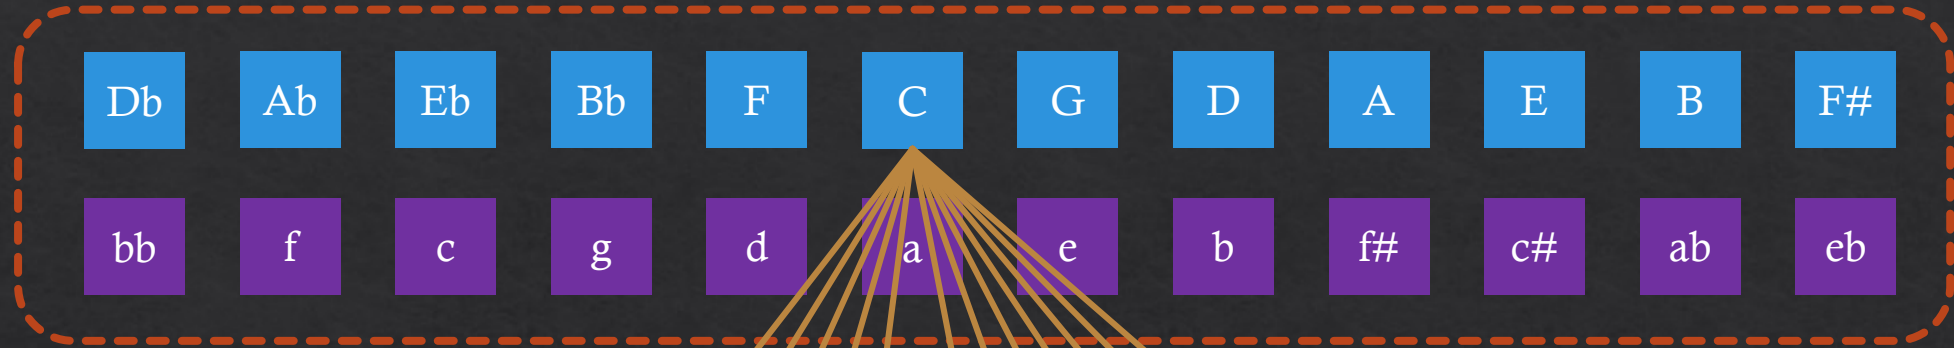 Db Ab Eb Bb F C G D A E B F#
bb f c g d a e b f# c# ab eb